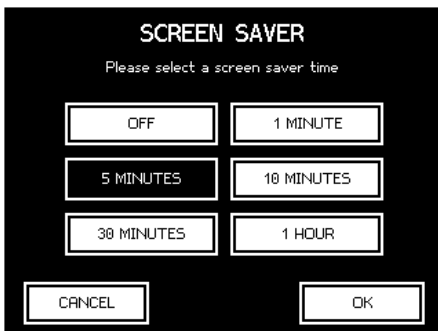 SCREEN SAVER
Please select a screen saver time
OFF
1 MINUTE
5 MINUTES
10 MINUTES
30 MINUTES
1 HOUR
CANCEL
OK